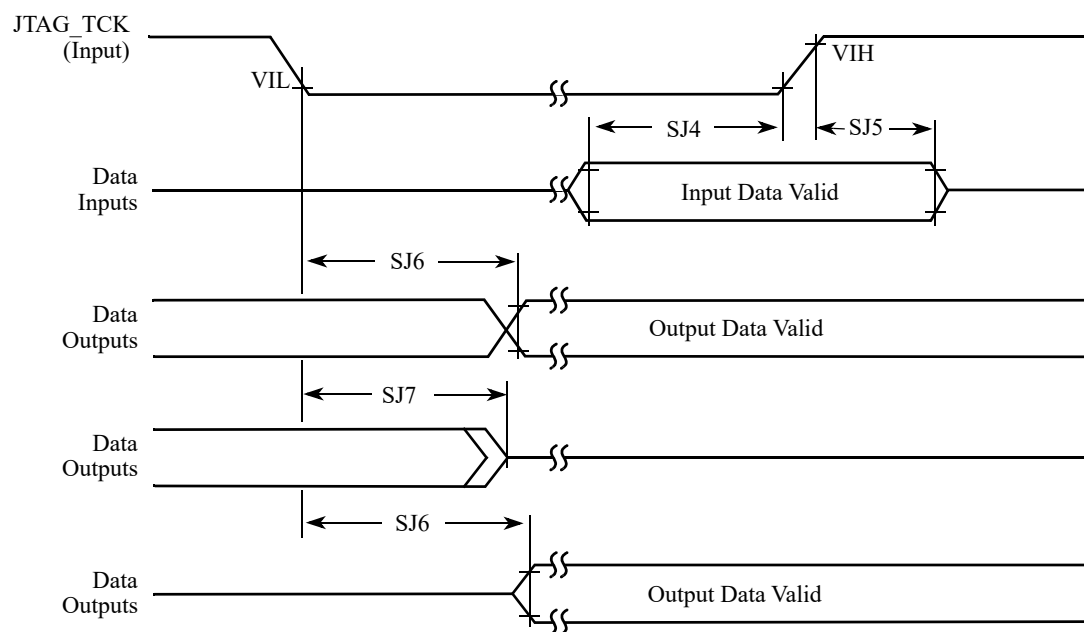 JTAG_TCK
(Input)
VIL
VIH
SJ4
SJ5
Data
Inputs
Input Data Valid
SJ6
Data
Outputs
Output Data Valid
SJ7
Data
Outputs
SJ6
Data
Outputs
Output Data Valid